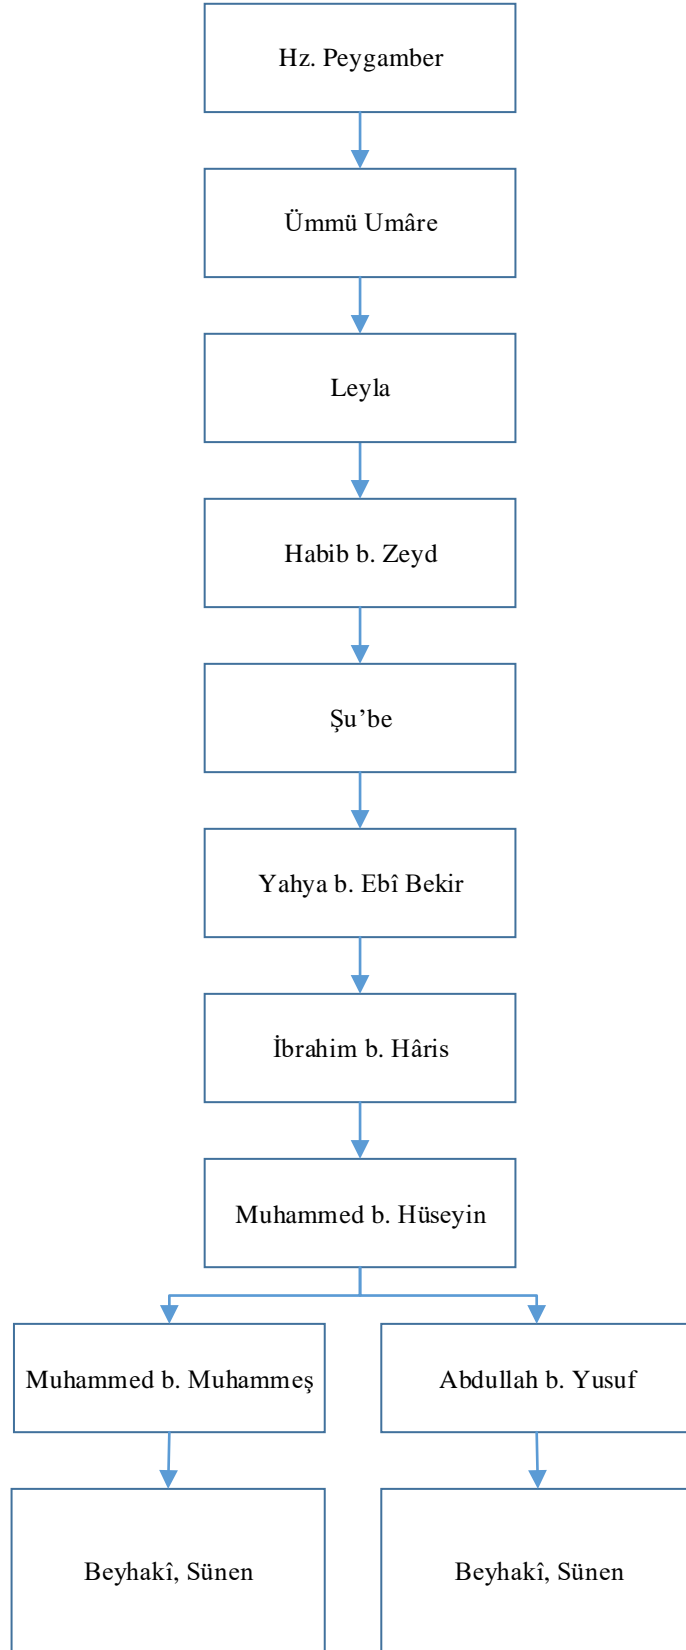 Hz. Peygamber
Ümmü Umâre
Leyla
Habib b. Zeyd
Şu’be
Yahya b. Ebî Bekir
İbrahim b. Hâris
Muhammed b. Hüseyin
Muhammed b. Muhammeş
Abdullah b. Yusuf
Beyhakî, Sünen
Beyhakî, Sünen